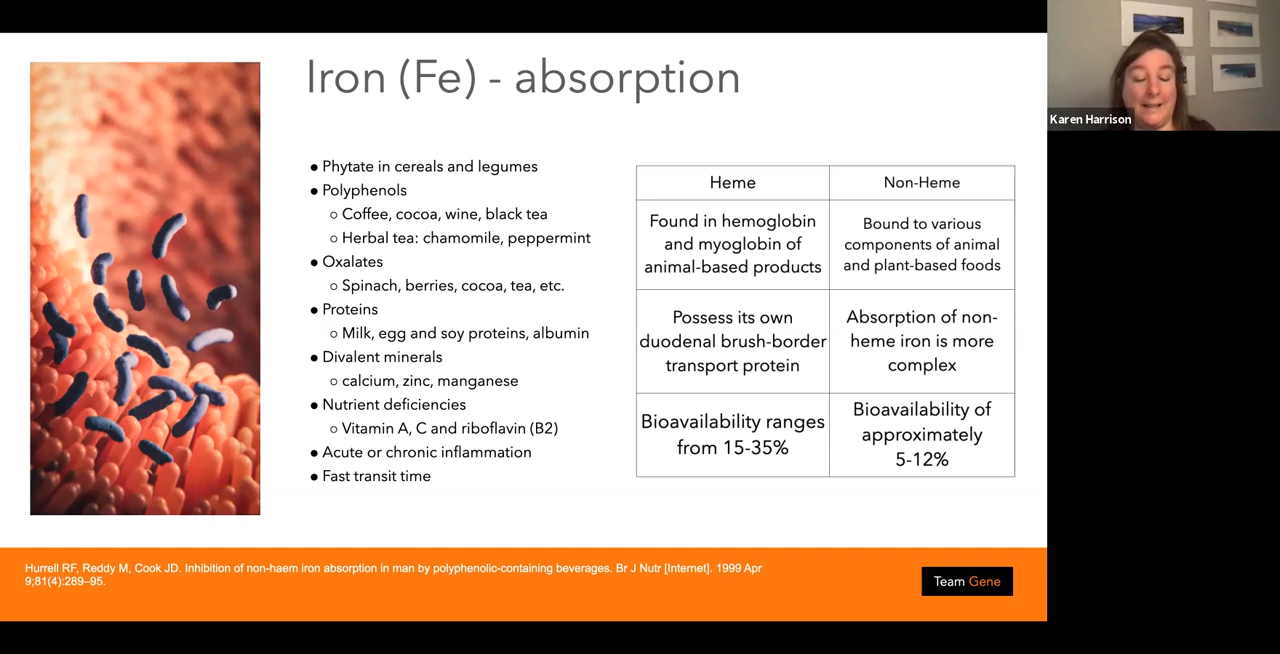 Iron (Fe) - absorption
● Phytate in cereals and legumes
● Polyphenols
○ Coffee, cocoa, wine, black tea
○ Herbal tea: chamomile, peppermint
● Oxalates
○ Spinach, berries, cocoa, tea, etc.
● Proteins
○ Milk, egg and soy proteins, albumin
● Divalent minerals
○ calcium, zinc, manganese
● Nutrient deficiencies
○ Vitamin A, C and riboflavin (B2)
● Acute or chronic inflammation
● Fast transit time
Heme
Non-Heme
Found in hemoglobin
and myoglobin of
animal-based products
Bound to various
components of animal
and plant-based foods
Possess its own
duodenal brush-border
transport protein
Absorption of non-
heme iron is more
complex
Bioavailability ranges
from 15-35%
Bioavailability of
approximately
5-12%
Hurrell RF, Reddy M, Cook JD. Inhibition of non-haem iron absorption in man by polyphenolic-containing beverages. Br J Nutr [Internet]. 1999 Apr
9;81(4):289–95.
Team Gene
Karen Harrison